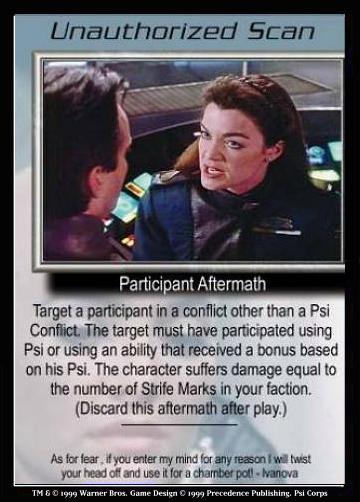 Unauthorized Scan
Participant Aftermath
Target a participant in a conflict other than a Psi
Conflict. The target must have participated using
Psi or using an ability that received a bonus based
on his Psi. The character suffers damage equal to
the number of Strife Marks in your faction.
(Discard this aftermath after play.)
As for fear , if you enter my mind for any reason I will twist
your head off and use it for a chamber pot! - Ivanova
TM & © 1999 Warner Bros. Game Design © 1999 Precedence Publishing. Psi Corps